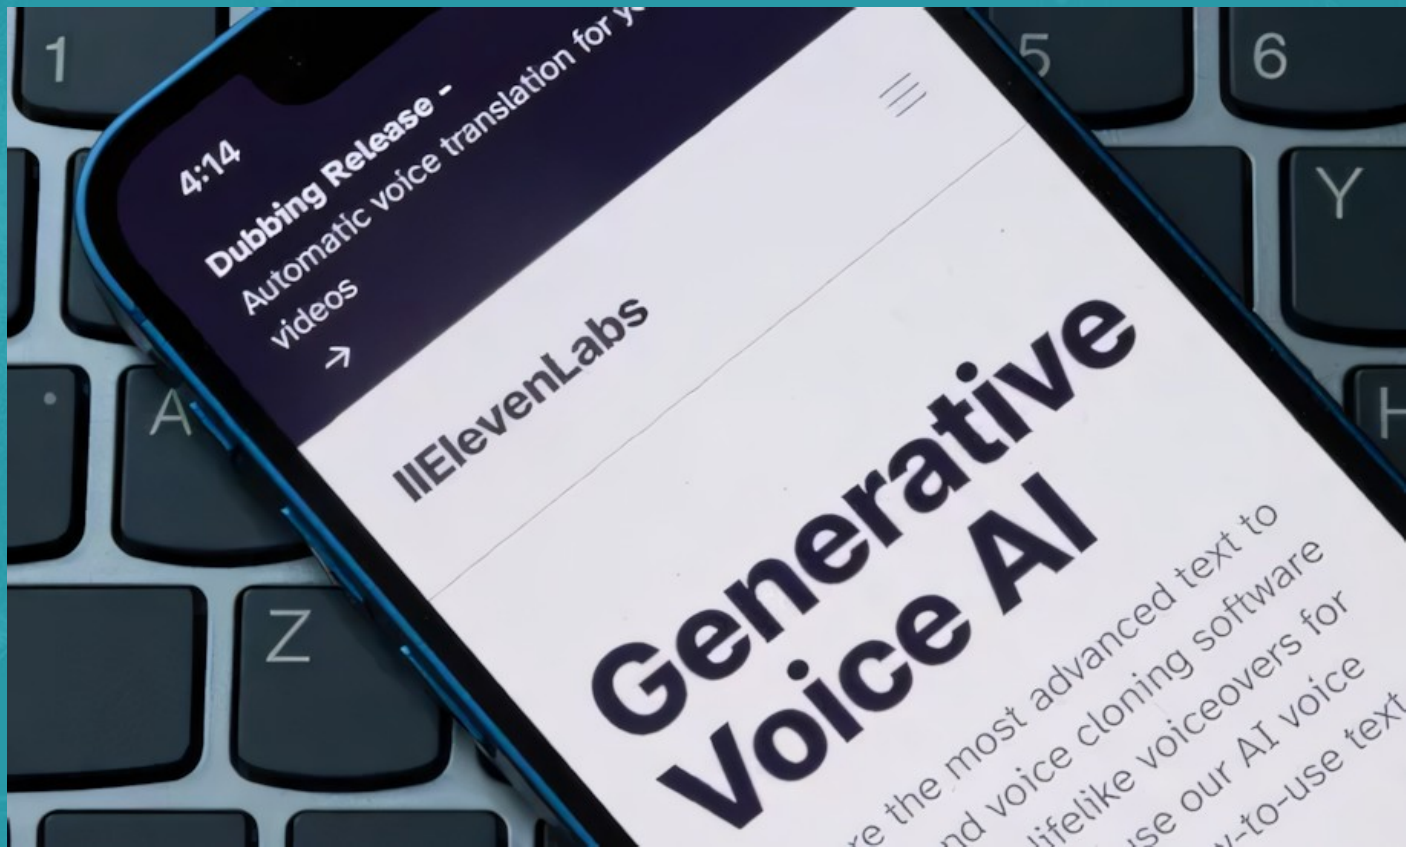 1
5
6
Y
A
H
Z
4:14
Dubbing Release -
Automatic voice translation for
videos
→
IIElevenLabs
Generative
Voice AI
the most advanced text to
voice cloning software
lifelike voiceovers for
our AI voice
text